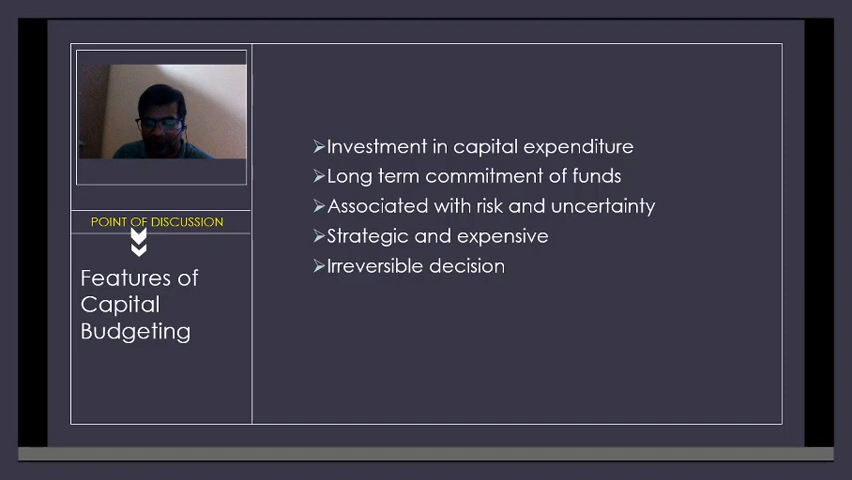 POINT OF DISCUSSION
Features of
Capital
Budgeting
Investment in capital expenditure
Long term commitment of funds
Associated with risk and uncertainty
Strategic and expensive
Irreversible decision